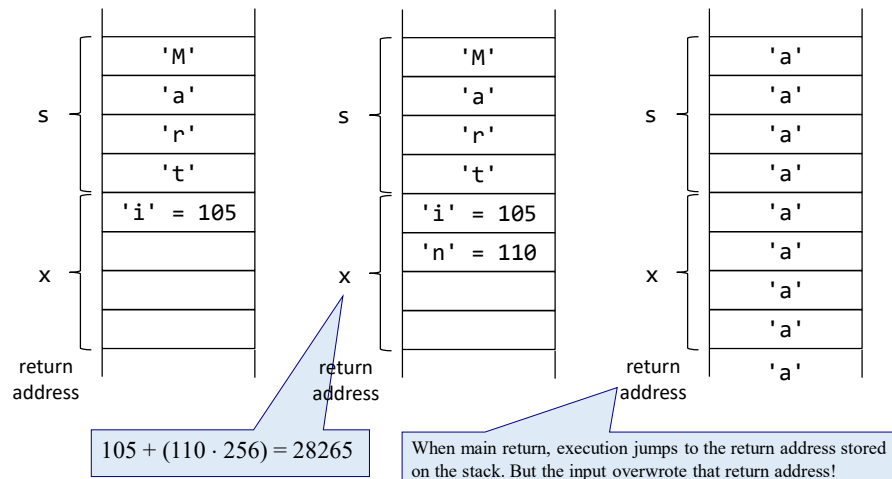 s
'M'
'a'
'r'
't'
x
'i' = 105
return
address
s
'M'
'a'
'r'
't'
x
'i' = 105
'n' = 110
return
address
s
'a'
'a'
'a'
'a'
x
'a'
'a'
'a'
'a'
return
address
'a'
105 + (110 · 256) = 28265
When main return, execution jumps to the return address stored
on the stack. But the input overwrote that return address!